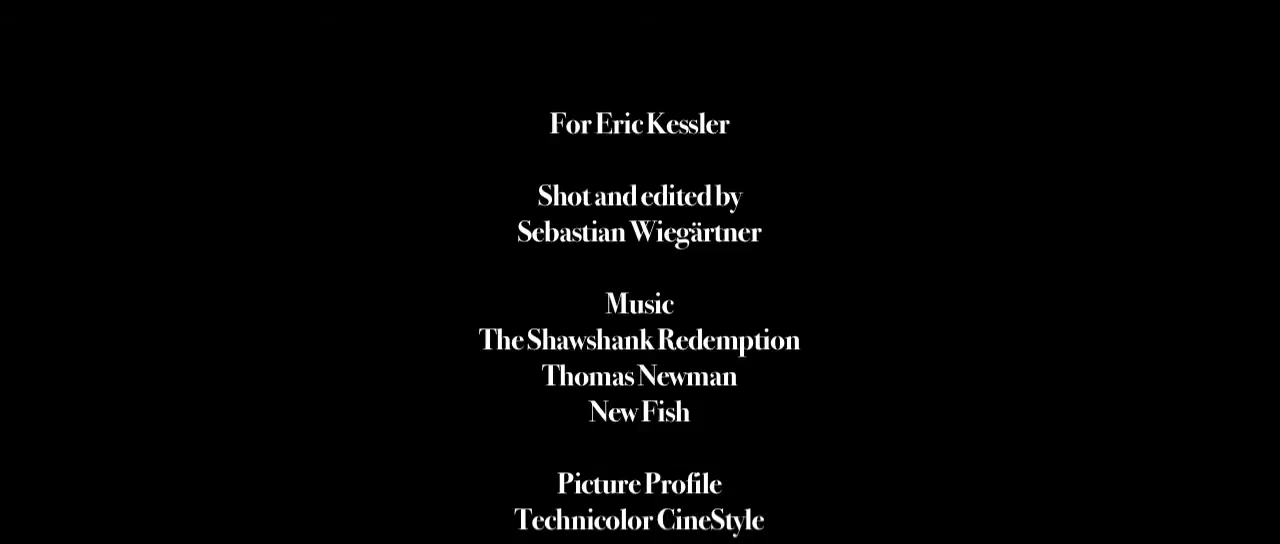 For Eric Kessler
Shot and edited by
Sebastian Wiegärtner
Music
The Shawshank Redemption
Thomas Newman
New Fish
Picture Profile
Technicolor CineStyle